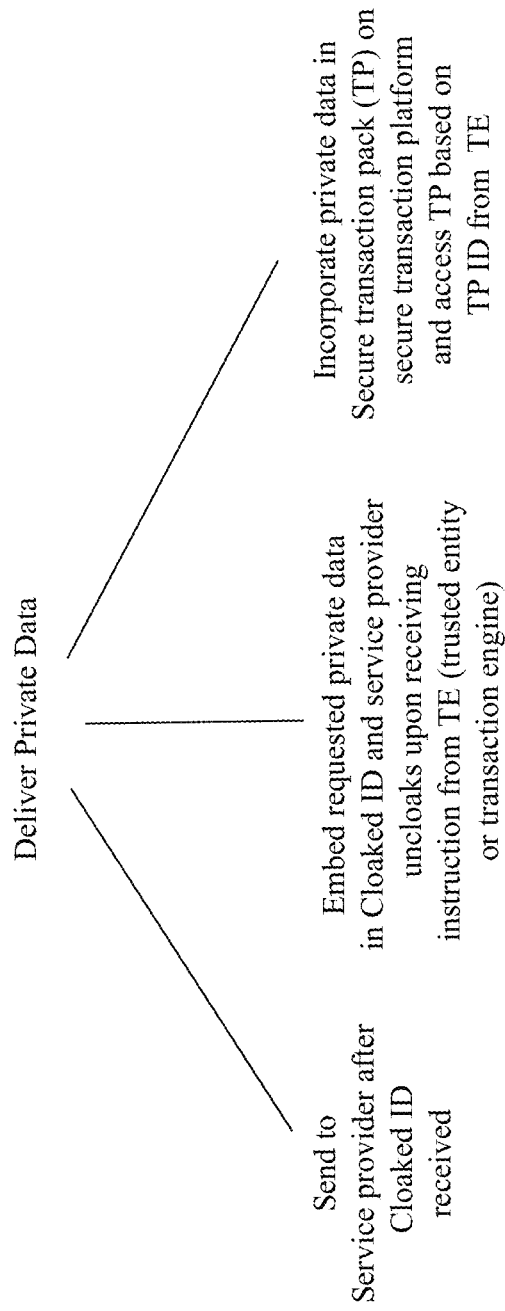 Deliver Private Data
Send to
Service provider after
Cloaked ID
received
Embed requested private data
in Cloaked ID and service provider
uncloaks upon receiving
instruction from TE (trusted entity
or transaction engine)
Incorporate private data in
Secure transaction pack (TP) on
secure transaction platform
and access TP based on
TP ID from TE